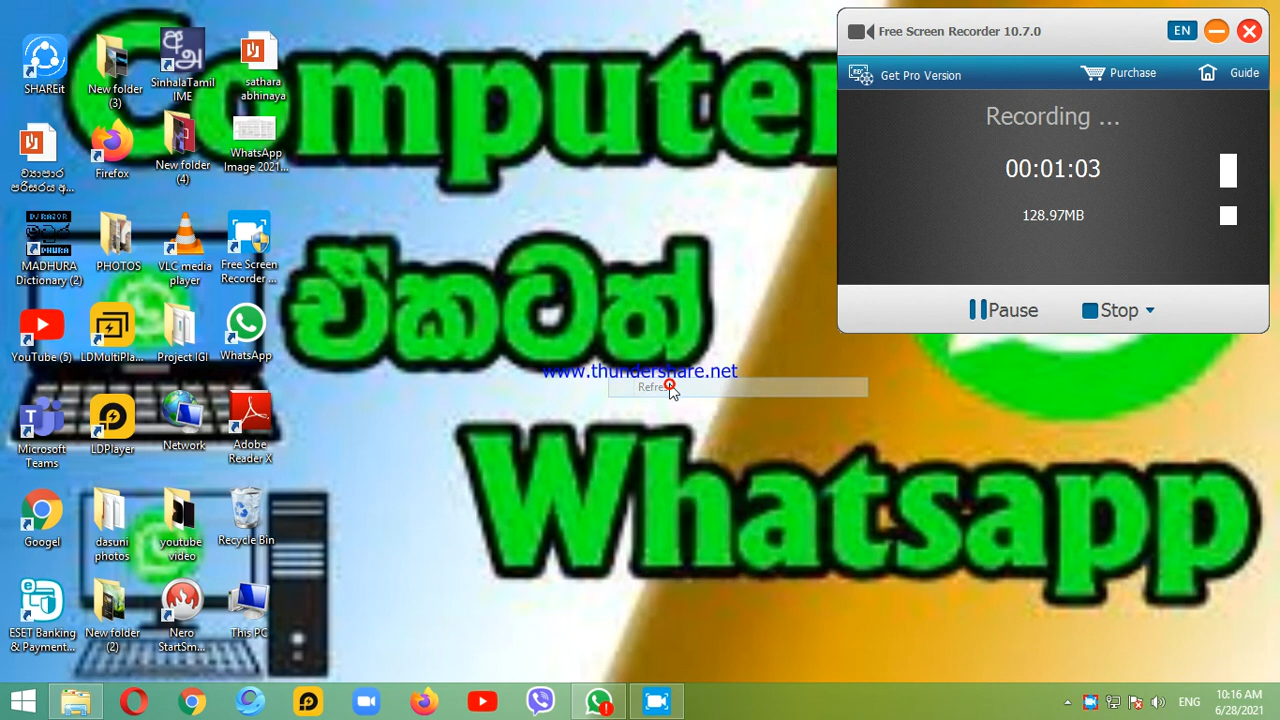 Computer
ඒකටත්
Whatsapp
www.thundershare.net
Refresh
Free Screen Recorder 10.7.0
EN
Get Pro Version
Purchase
Guide
Recording ...
00:01:03
128.97MB
Pause
Stop
SHAREit
New folder
(3)
SinhalaTamil
IME
sathara
abhinaya
ව්‍යාපාර
පරිසරය අ...
Firefox
New folder
(4)
WhatsApp
Image 2021...
MADHURA
Dictionary (2)
PHOTOS
VLC media
player
Free Screen
Recorder ...
YouTube (5)
LDMultiPla...
Project IGI
WhatsApp
Microsoft
Teams
LDPlayer
Network
Adobe
Reader X
Googel
dasuni
photos
youtube
video
Recycle Bin
ESET Banking
& Payment...
New folder
(2)
Nero
StartSm...
This PC
ENG
10:16 AM
6/28/2021